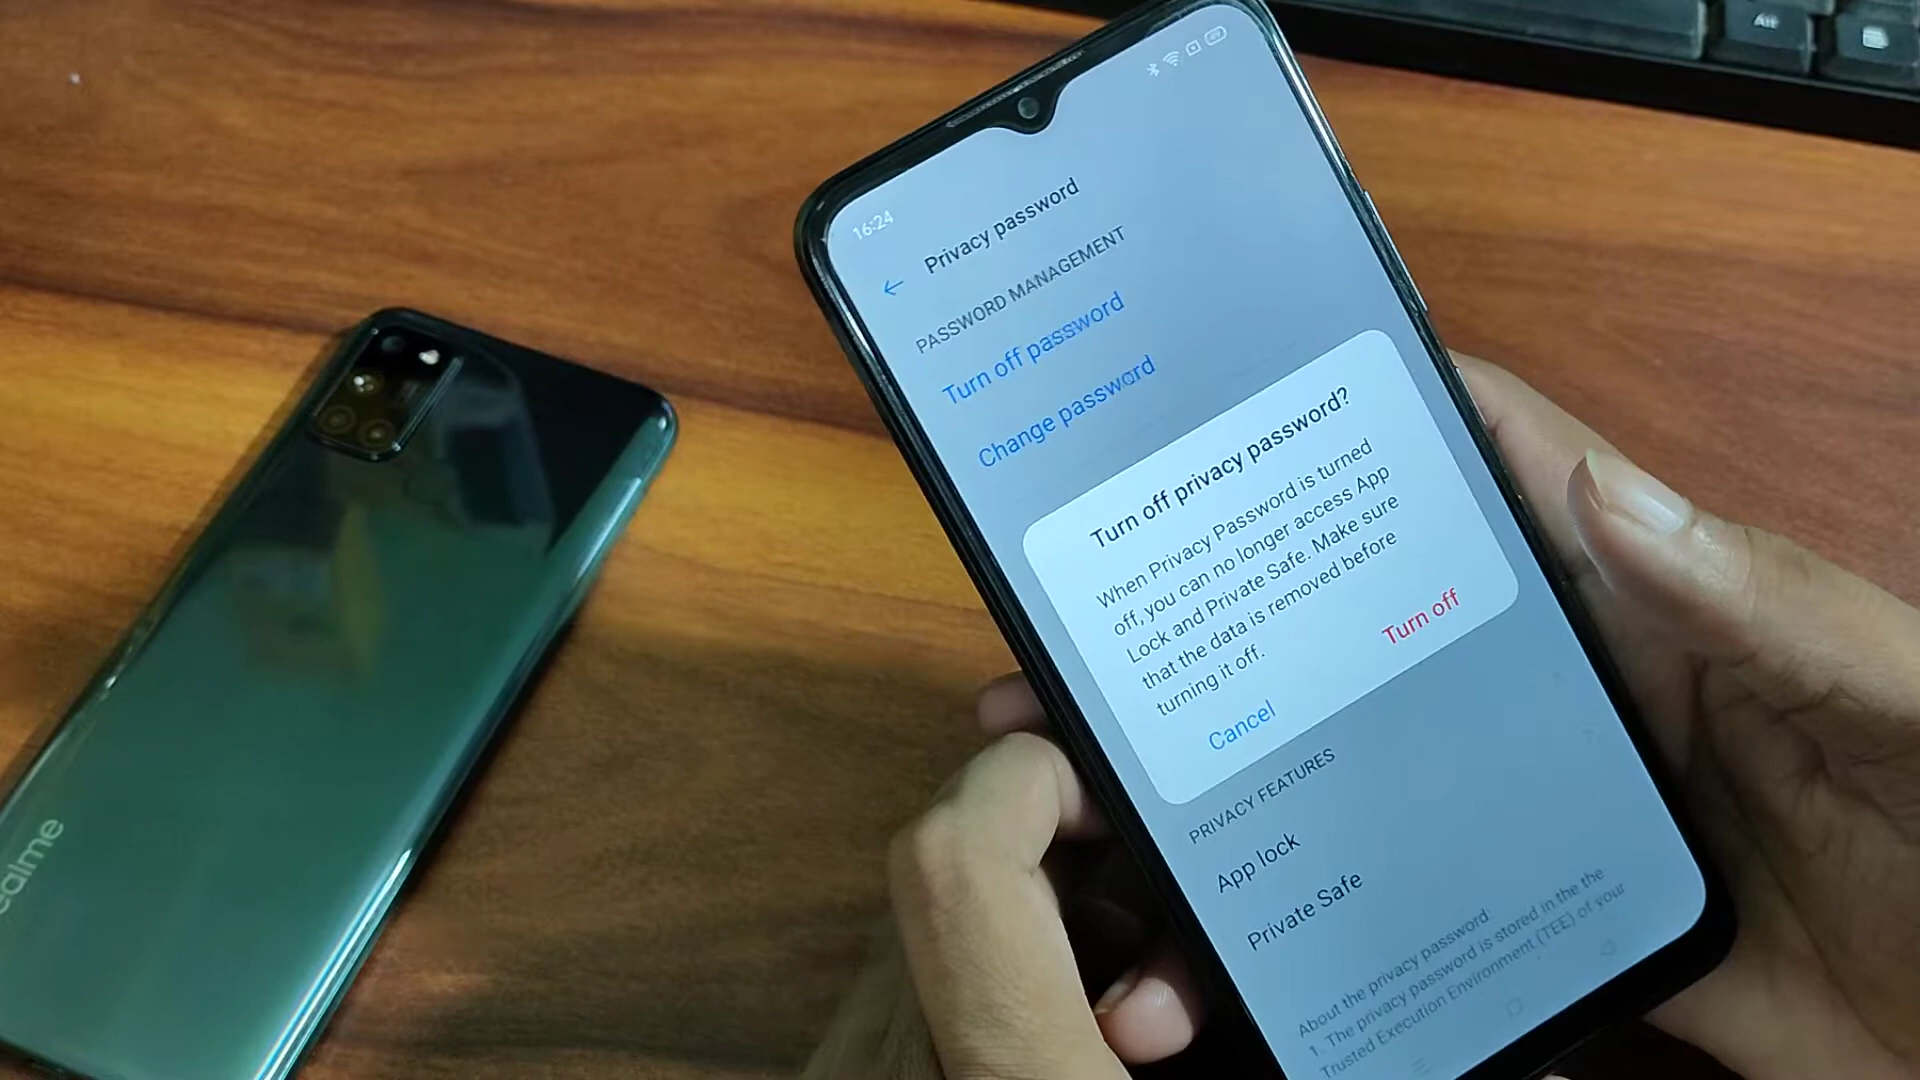 Alt
16:24
Privacy password
PASSWORD MANAGEMENT
Turn off password
Change password
Turn off privacy password?
When Privacy Password is turned
off, you can no longer access App
Lock and Private Safe. Make sure
that the data is removed before
turning it off.
Cancel
Turn off
PRIVACY FEATURES
App lock
Private Safe
About the privacy password:
1. The privacy password is stored in the the
Trusted Execution Environment (TEE) of your
ealme